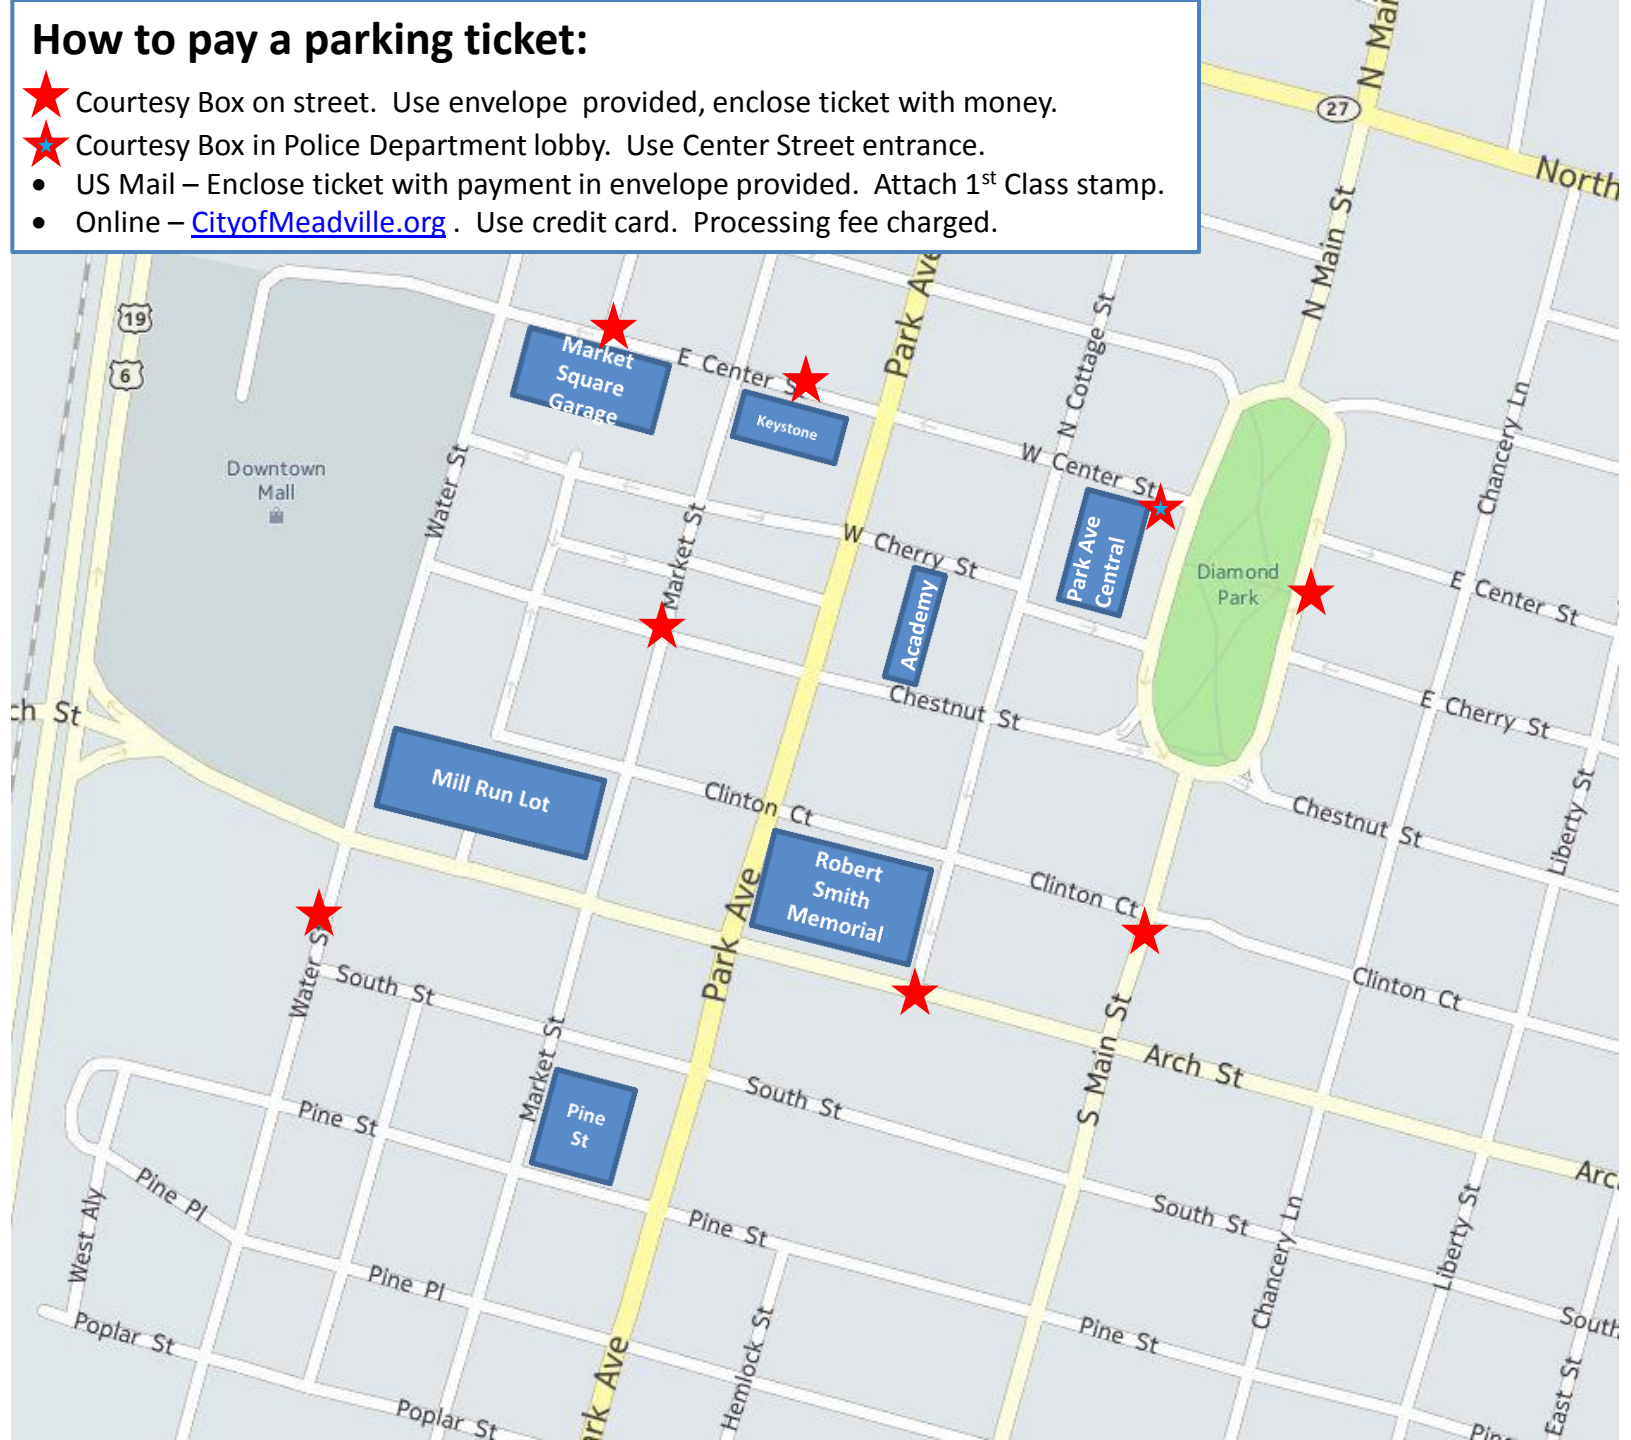 How to pay a parking ticket:
Courtesy Box on street. Use envelope provided, enclose ticket with money.
Courtesy Box in Police Department lobby. Use Center Street entrance.
• US Mail – Enclose ticket with payment in envelope provided. Attach 1st Class stamp.
• Online – CityofMeadville.org . Use credit card. Processing fee charged.
N Mai
27
North
N Main St
Park Ave
N Cottage St
19
6
Market
Square
Garage
E Center S
Keystone
Chancery Ln
Downtown
Mall
Water St
W Center St
Market St
W Cherry St
Park Ave
Central
Diamond
Park
E Center St
Academy
ch St
Chestnut St
E Cherry St
Mill Run Lot
Clinton Ct
Chestnut St
Liberty St
Robert
Smith
Memorial
Park Ave
Clinton Ct
Water St
South St
Clinton Ct
Market St
S Main St
Arch St
Pine St
Pine
St
South St
Arc
Pine Pl
West Aly
Pine St
South St
Chancery Ln
Liberty St
Pine Pl
Poplar St
Hemlock St
Pine St
South
ark Ave
East St
Poplar St
Pin